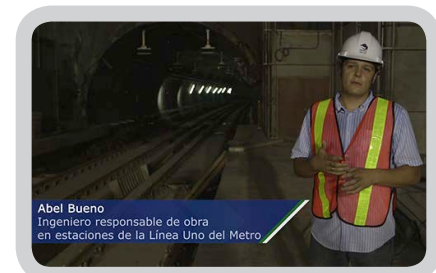 Abel Bueno
Ingeniero responsable de obra
en estaciones de la Línea Uno del Metro